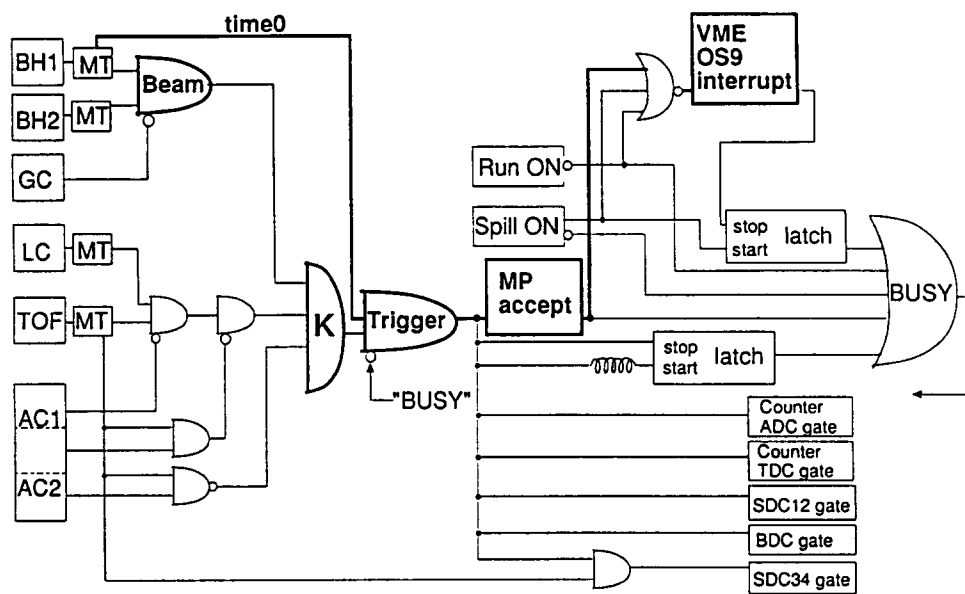 time0
BH1
MT
Beam
BH2
MT
GC
LC
MT
TOF
MT
AC1
AC2
K
Trigger
"BUSY"
VME
OS9
interrupt
Run ON
Spill ON
stop
start
latch
MP
accept
BUSY
stop
start
latch
Counter
ADC gate
Counter
TDC gate
SDC12 gate
BDC gate
SDC34 gate